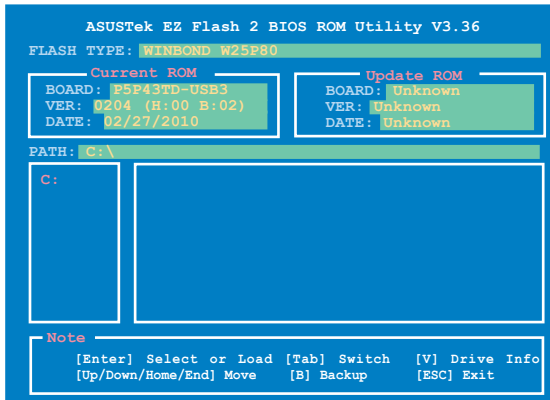 ASUSTek EZ Flash 2 BIOS ROM Utility V3.36
FLASH TYPE: WINBOND W25P80
Current ROM
BOARD: P5P43TD-USB3
VER: 0204 (H:00 B:02)
DATE: 02/27/2010
Update ROM
BOARD: Unknown
VER: Unknown
DATE: Unknown
PATH: C:\
C:
Note
[Enter] Select or Load [Tab] Switch [V] Drive Info
[Up/Down/Home/End] Move [B] Backup [ESC] Exit